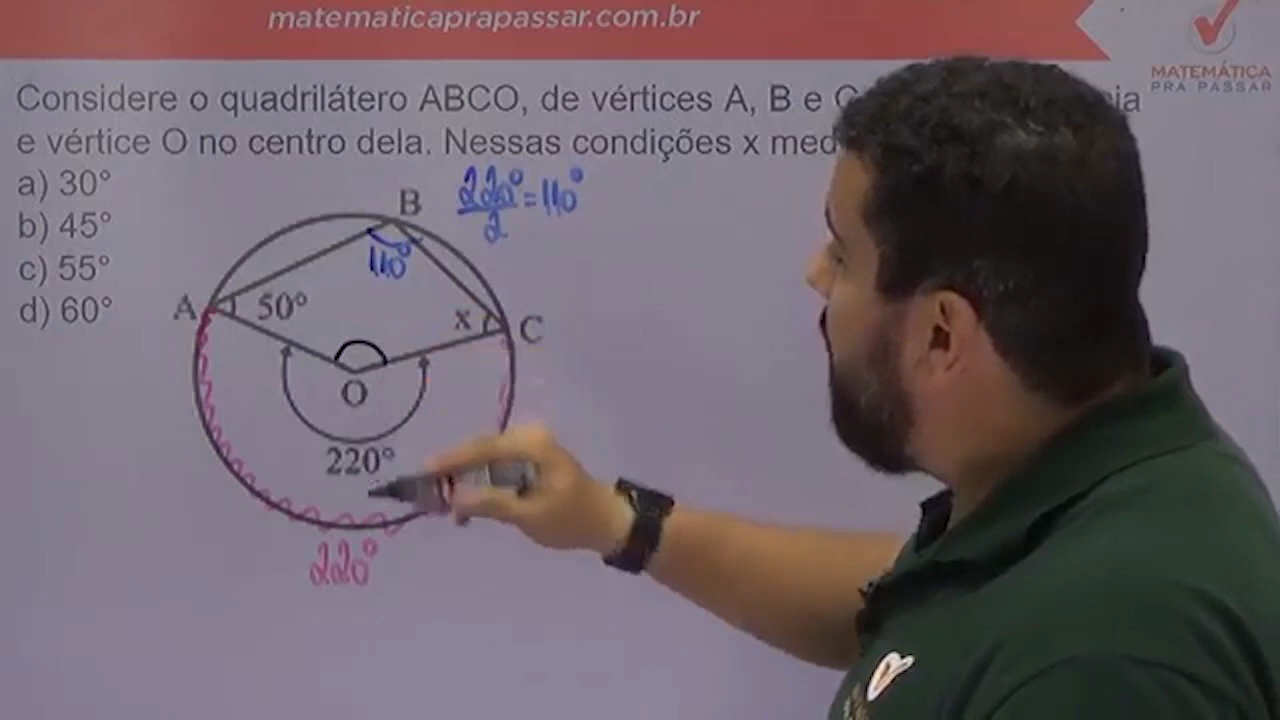 matematicaprapassar.com.br
MATEMÁTICA
PRA PASSAR
Considere o quadrilátero ABCO, de vértices A, B e
e vértice O no centro dela. Nessas condições x
a) 30°
b) 45°
c) 55°
d) 60°
B
220°/2 = 110°
110°
A
50°
x
C
O
220°
220°